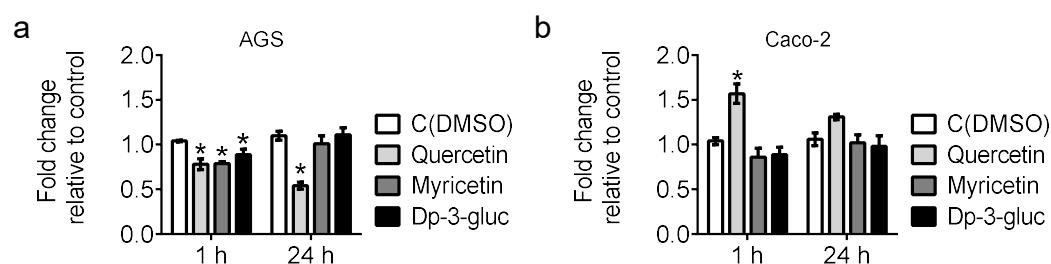 a
AGS
Fold change
relative to control
2.0
1.5
1.0
0.5
0.0
* * *
*
1 h 24 h
C(DMSO)
Quercetin
Myricetin
Dp-3-gluc
b
Caco-2
Fold change
relative to control
2.0
1.5
1.0
0.5
0.0
*
1 h 24 h
C(DMSO)
Quercetin
Myricetin
Dp-3-gluc